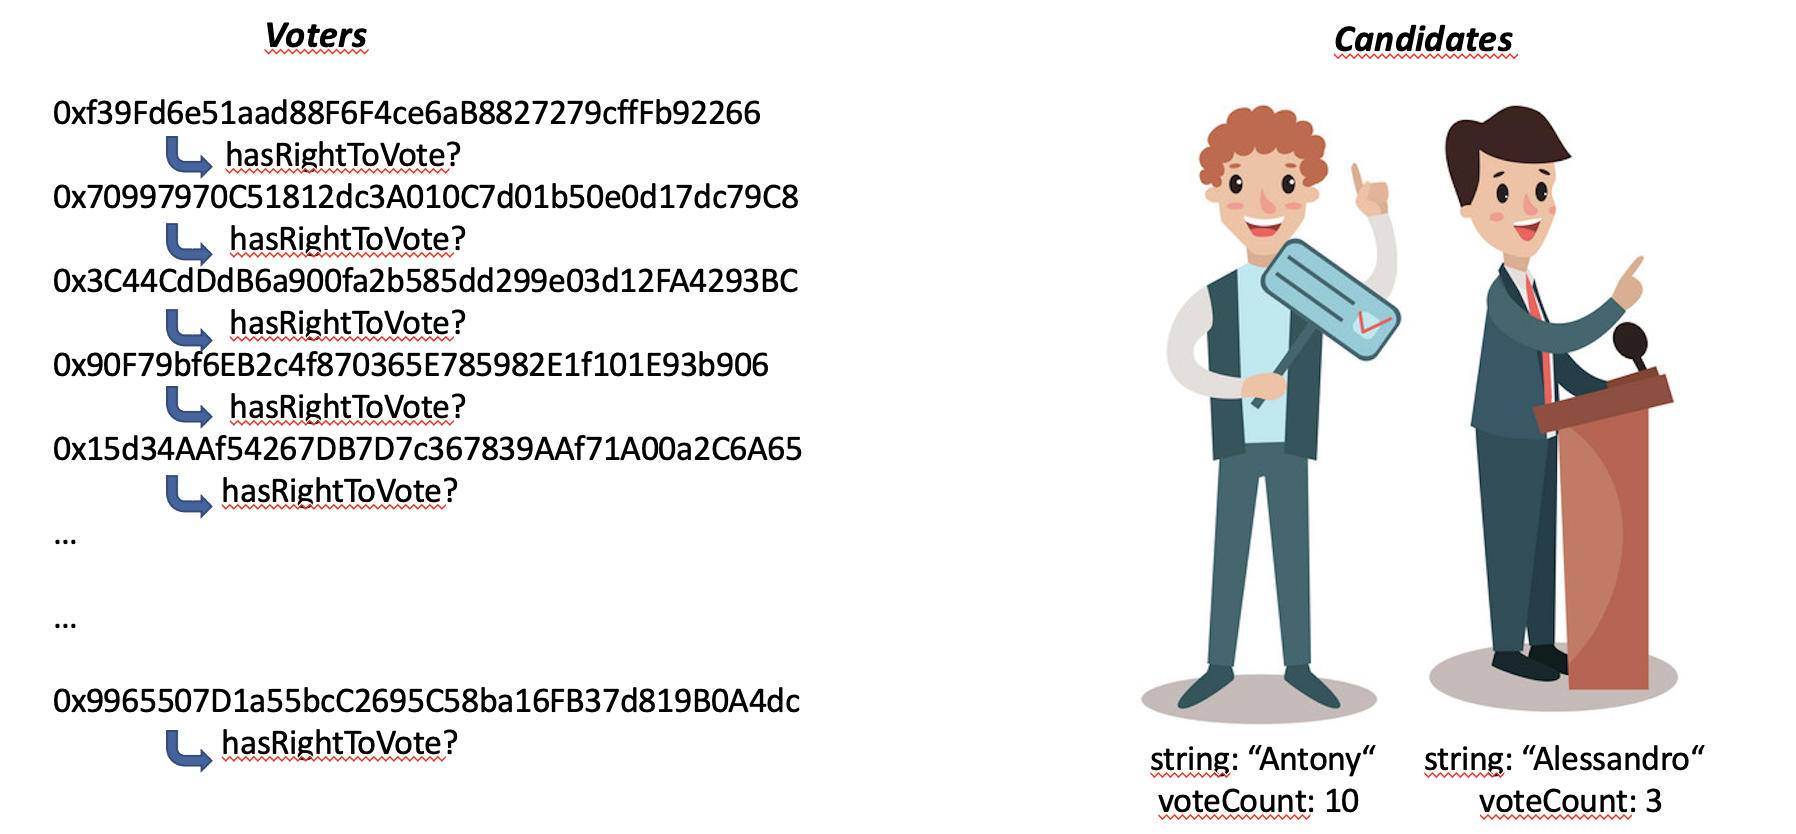 Voters
0xf39Fd6e51aad88F6F4ce6aB8827279cffFb92266
hasRightToVote?
0x70997970C51812dc3A010C7d01b50e0d17dc79C8
hasRightToVote?
0x3C44CdDdB6a900fa2b585dd299e03d12FA4293BC
hasRightToVote?
0x90F79bf6EB2c4f870365E785982E1f101E93b906
hasRightToVote?
0x15d34AAf54267DB7D7c367839AAf71A00a2C6A65
hasRightToVote?
...
...
0x9965507D1a55bcC2695C58ba16FB37d819B0A4dc
hasRightToVote?
Candidates
string: “Antony“
voteCount: 10
string: “Alessandro“
voteCount: 3